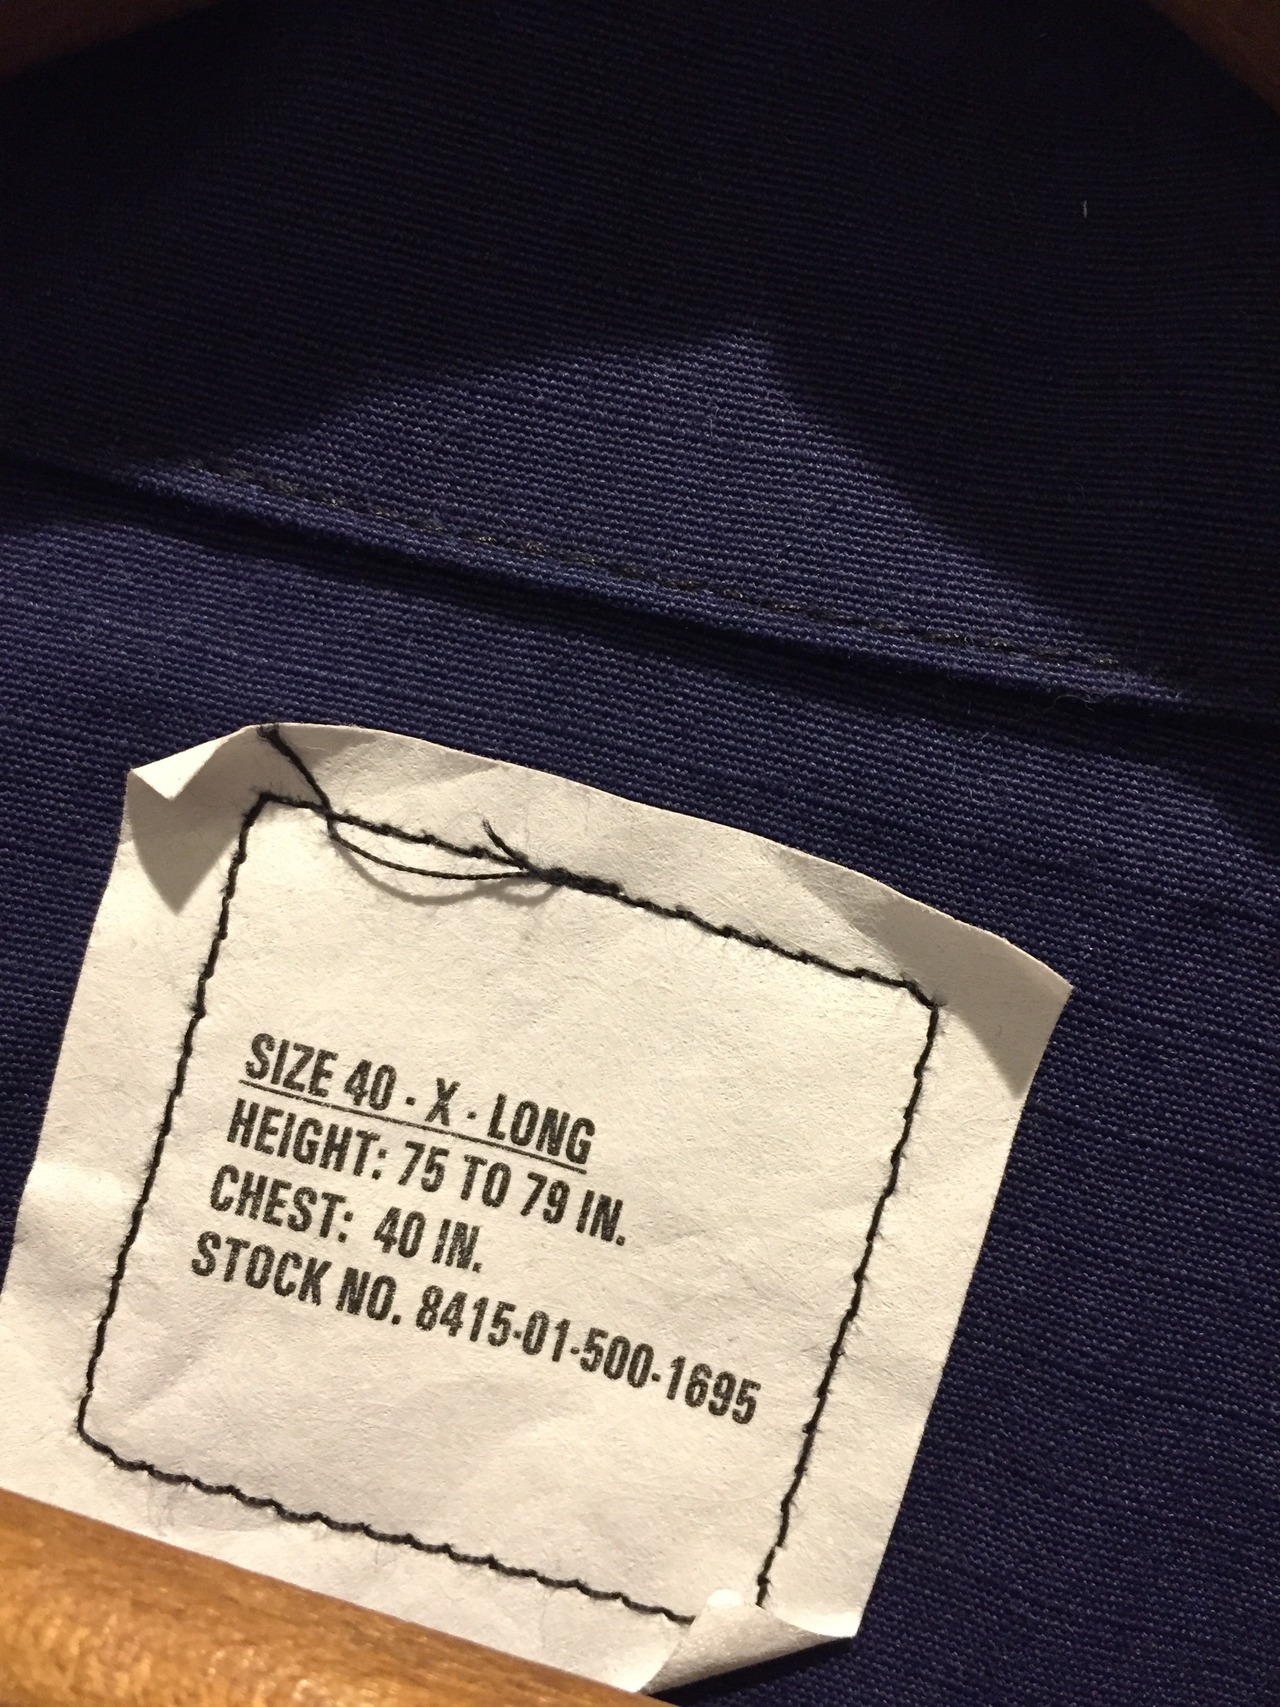 SIZE 40 - X - LONG
HEIGHT: 75 TO 79 IN.
CHEST: 40 IN.
STOCK NO. 8415-01-500-1695